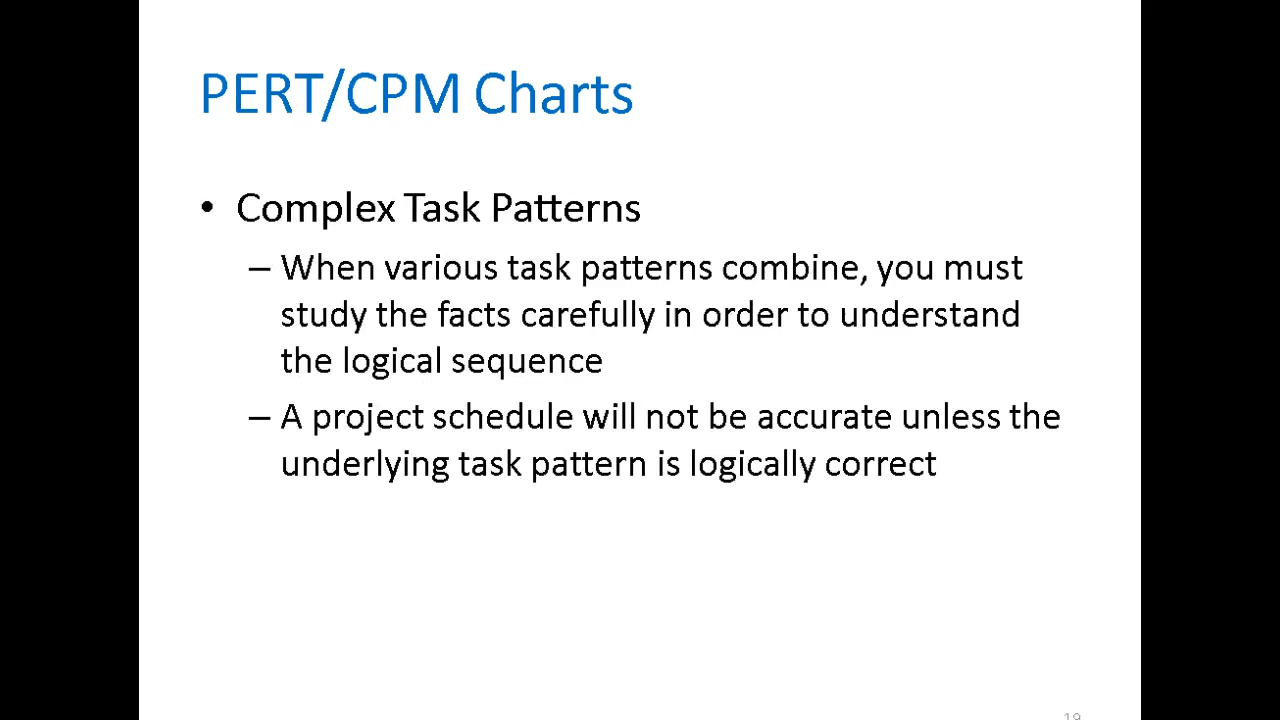 PERT/CPM Charts
• Complex Task Patterns
– When various task patterns combine, you must
study the facts carefully in order to understand
the logical sequence
– A project schedule will not be accurate unless the
underlying task pattern is logically correct
19